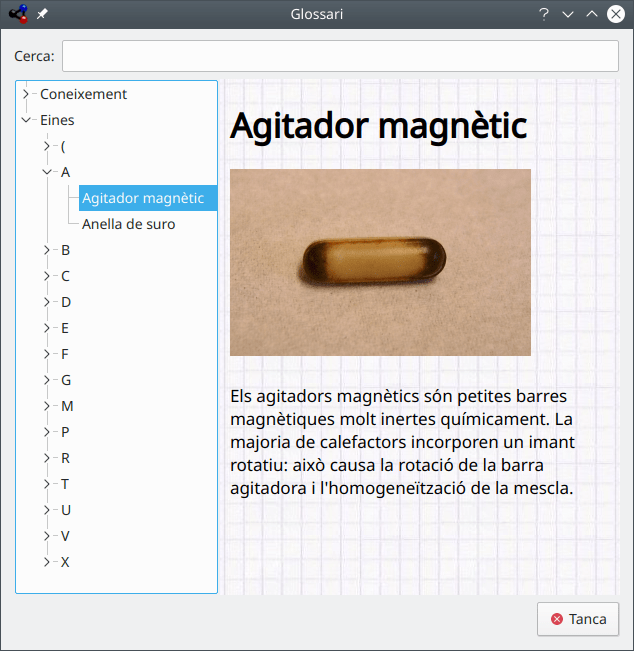 Glossari
Cerca:
Coneixement
Eines
(
A
Agitador magnètic
Anella de suro
B
C
D
E
F
G
M
P
R
T
U
V
X
Agitador magnètic
Els agitadors magnètics són petites barres
magnètiques molt inertes químicament. La
majoria de calefactors incorporen un imant
rotatiu: això causa la rotació de la barra
agitadora i l'homogeneïtzació de la mescla.
Tanca